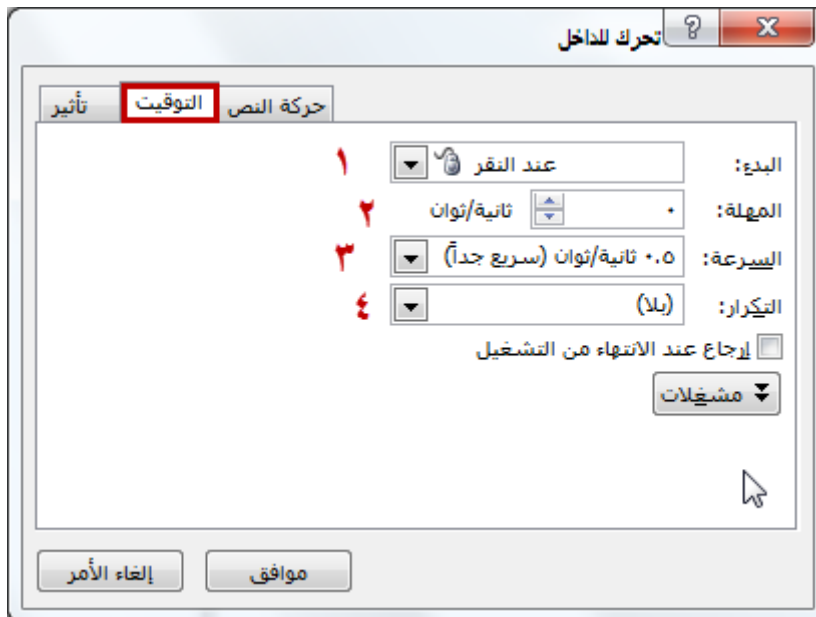 تحرك للداخل
تأثير التوقيت حركة النص
البدء: عند النقر ١
المهلة: ٠ ثانية/ثوان ٢
السرعة: ٠.٥ ثانية/ثوان (سريع جداً) ٣
التكرار: (بلا) ٤
إرجاع عند الانتهاء من التشغيل
مشغلات
موافق إلغاء الأمر